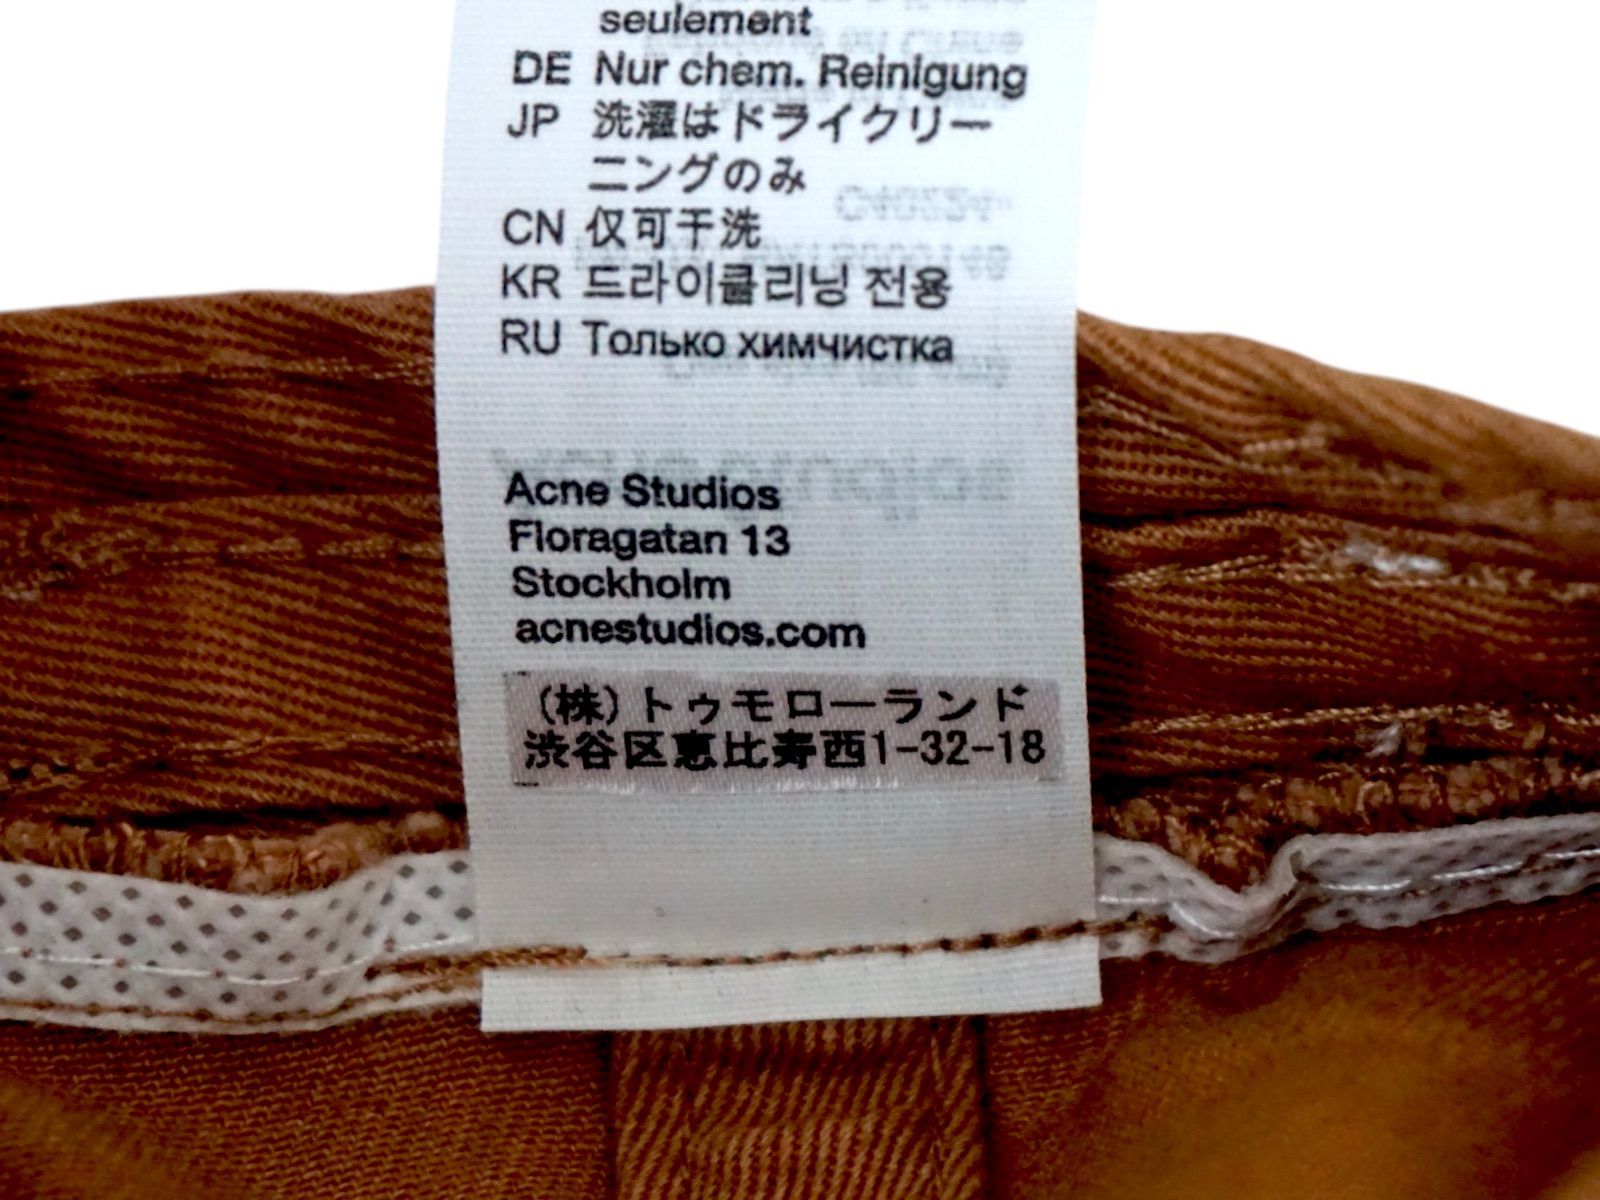 seulement
DE Nur chem. Reinigung
JP 洗濯はドライクリー
ニングのみ
CN 仅可干洗
KR 드라이클리닝 전용
RU Только химчистка
Acne Studios
Floragatan 13
Stockholm
acnestudios.com
(株)トゥモローランド
渋谷区恵比寿西1-32-18